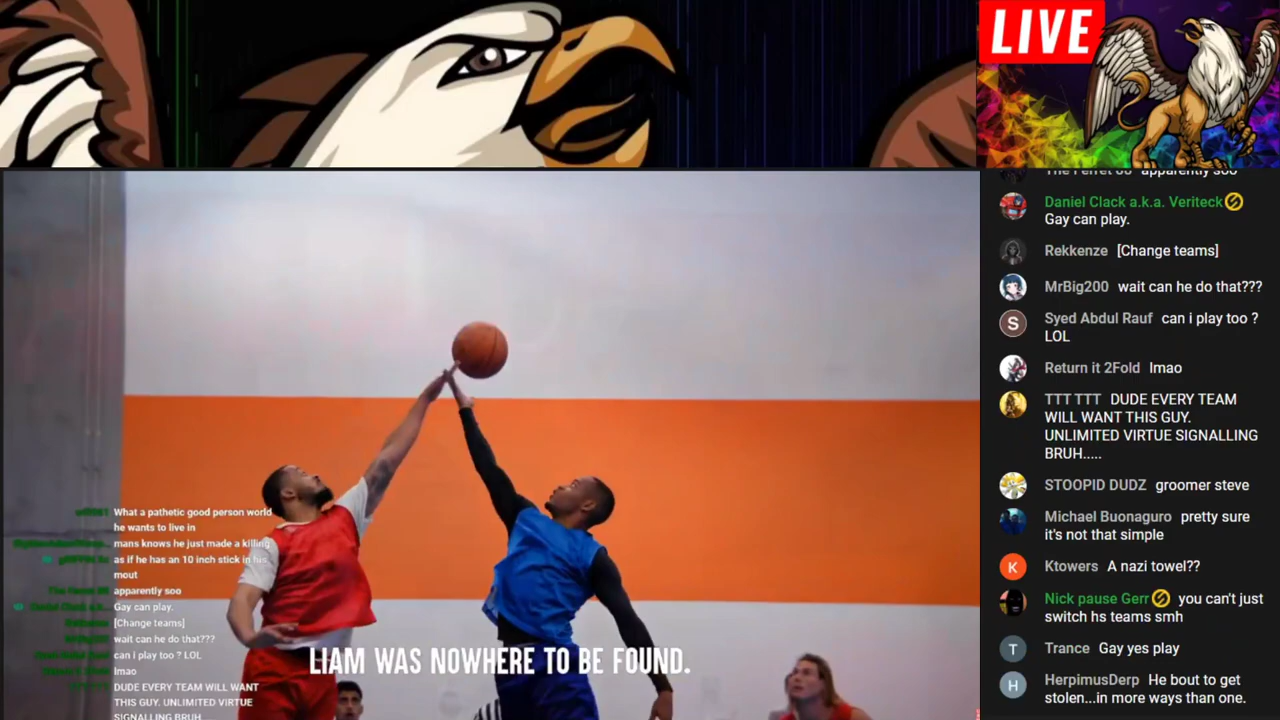 LIVE
apparently soo
Daniel Clack a.k.a. Veriteck
Gay can play.
Rekkenze [Change teams]
MrBig200 wait can he do that???
Syed Abdul Rauf can i play too ?
LOL
Return it 2Fold lmao
TTT TTT DUDE EVERY TEAM
WILL WANT THIS GUY.
UNLIMITED VIRTUE SIGNALLING
BRUH.....
STOOPID DUDZ groomer steve
Michael Buonaguro pretty sure
it's not that simple
Ktowers A nazi towel??
Nick pause Gerr you can't just
switch hs teams smh
Trance Gay yes play
HerpimusDerp He bout to get
stolen...in more ways than one.
What a pathetic good person world
he wants to live in
mans knows he just made a killing
as if he has an 10 inch stick in his
mout
apparently soo
Gay can play.
[Change teams]
wait can he do that???
can i play too ? LOL
lmao
DUDE EVERY TEAM WILL WANT
THIS GUY. UNLIMITED VIRTUE
SIGNALLING BRUH.....
LIAM WAS NOWHERE TO BE FOUND.